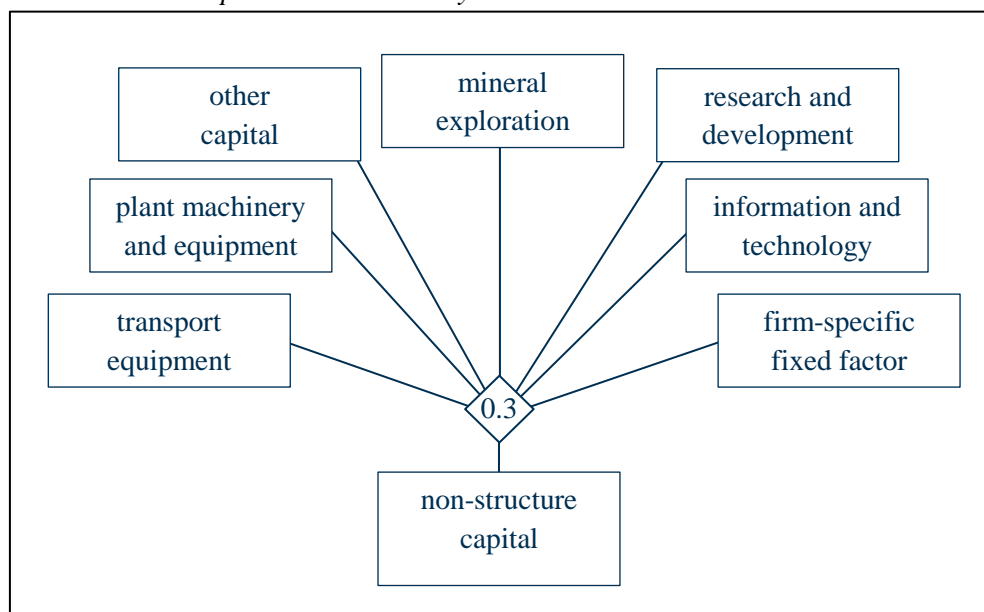 other
capital
mineral
exploration
research and
development
plant machinery
and equipment
information and
technology
transport
equipment
firm-specific
fixed factor
0.3
non-structure
capital